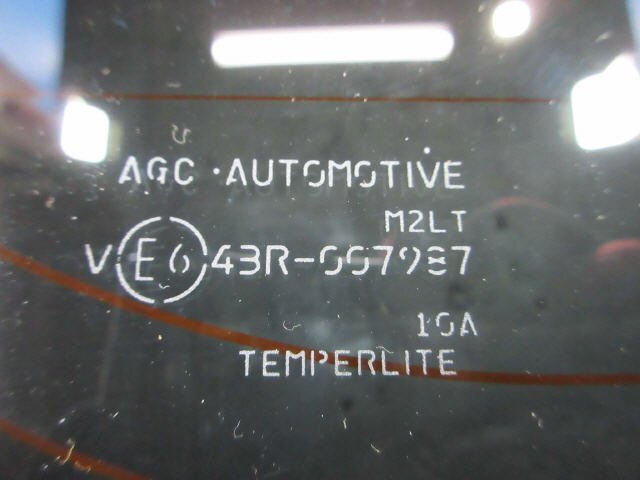 AGC · AUTOMOTIVE
M2LT
V E6 43R-007987
10A
TEMPERLITE